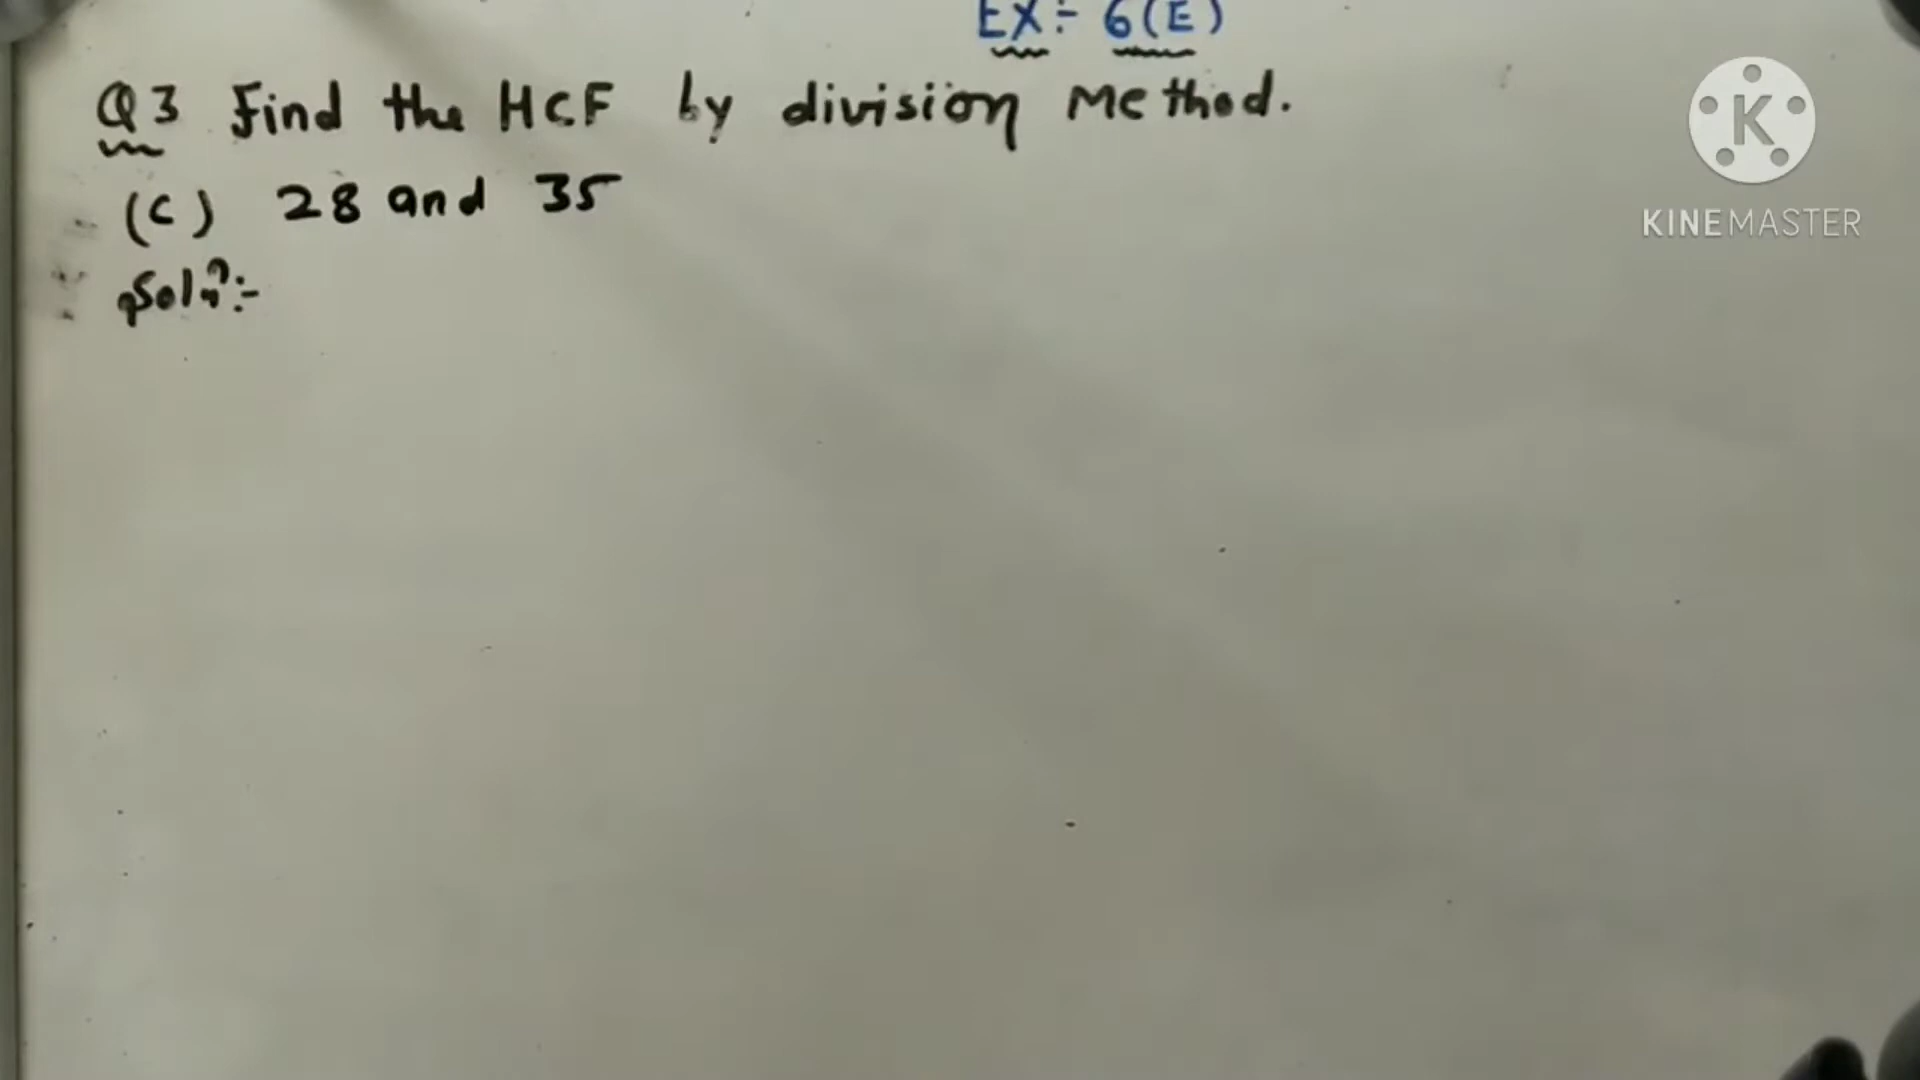 EX:- 6(E)
Q3 Find the HCF by division Method.
(C) 28 and 35
Soln:-
K
KINEMASTER